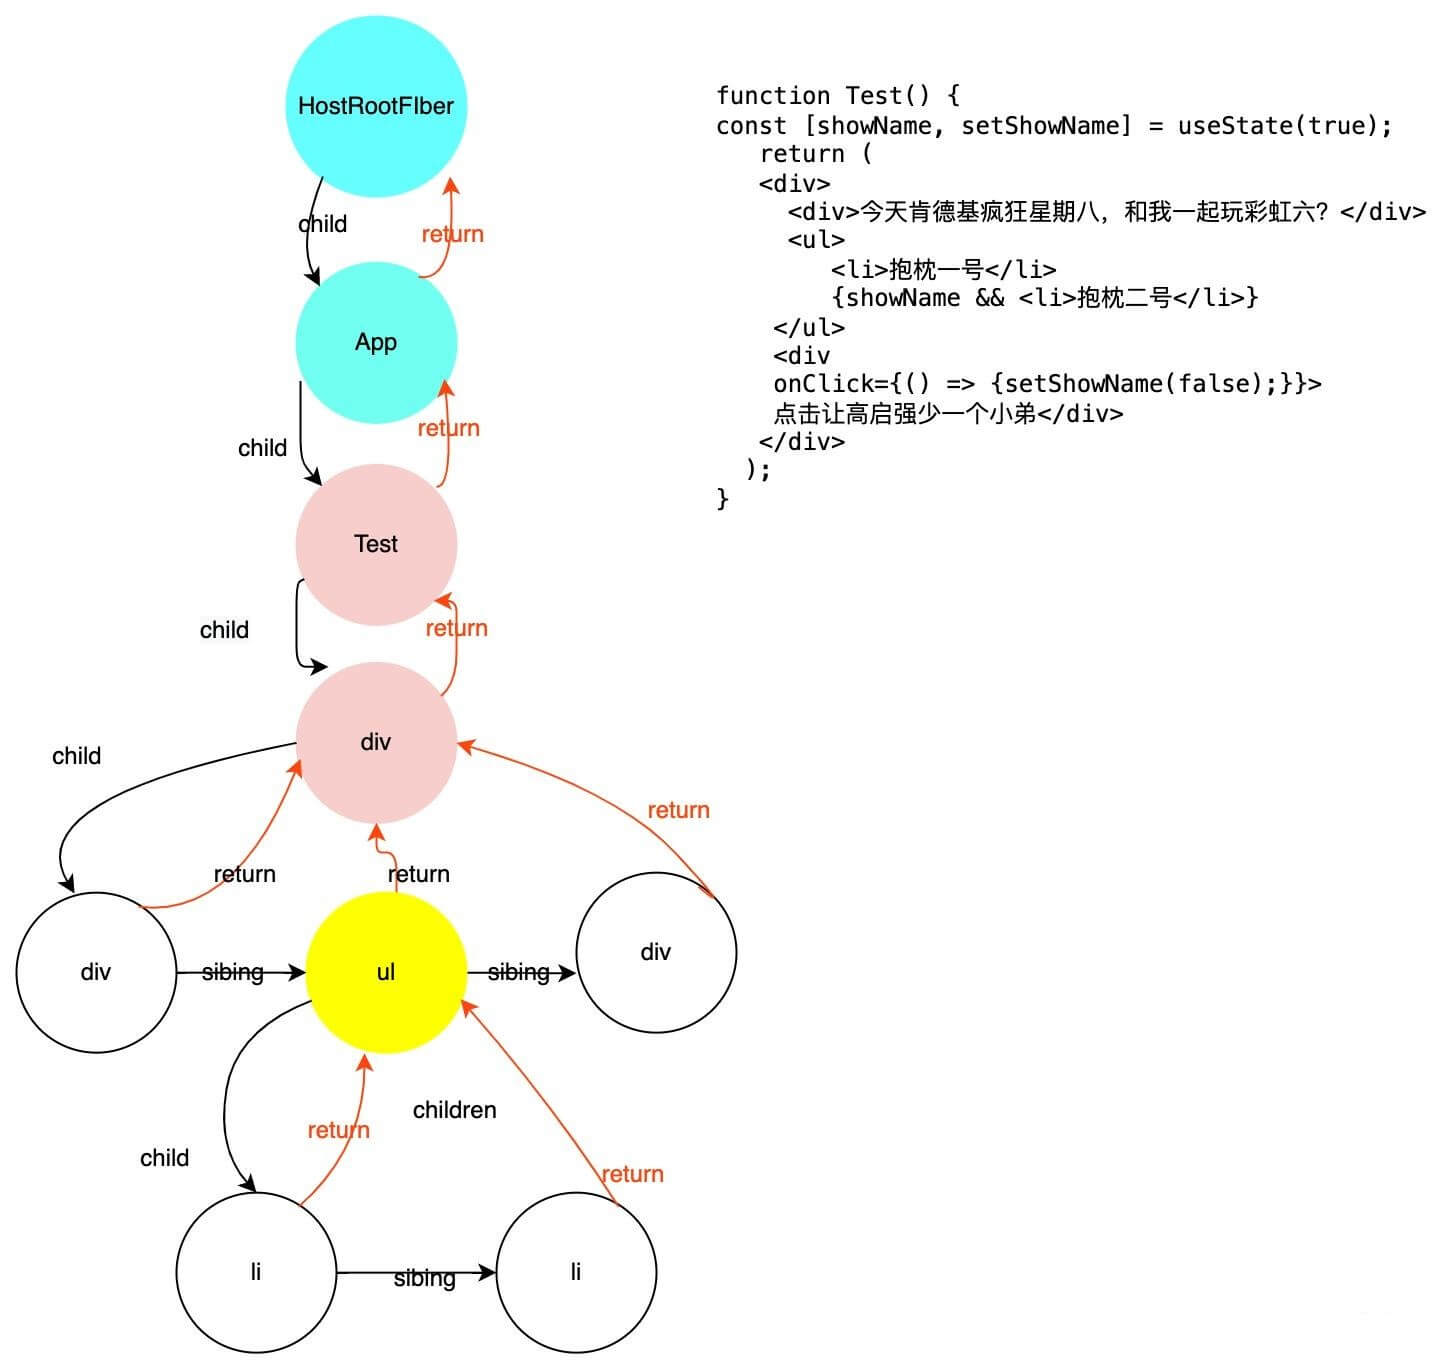 HostRootFIber
child
return
App
child
return
Test
child
return
div
child
return
return
return
div
sibing
ul
sibing
div
child
return
children
return
li
sibing
li
function Test() {
const [showName, setShowName] = useState(true);
return (
<div>
<div>今天肯德基疯狂星期八，和我一起玩彩虹六？</div>
<ul>
<li>抱枕一号</li>
{showName && <li>抱枕二号</li>}
</ul>
<div
onClick={() => {setShowName(false);}}>
点击让高启强少一个小弟</div>
</div>
);
}